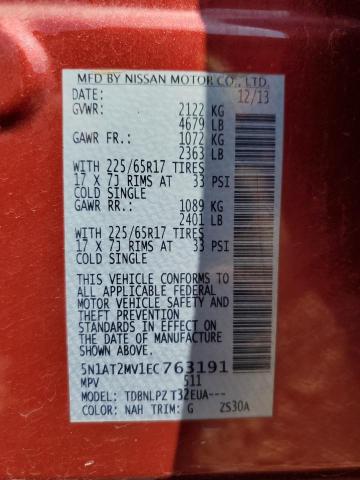 MFD BY NISSAN MOTOR CO., LTD.
DATE: 12/13
GVWR: 2122 KG
4679 LB
GAWR FR.: 1072 KG
2363 LB
WITH 225/65R17 TIRES
17 X 7J RIMS AT 33 PSI
COLD SINGLE
GAWR RR.: 1089 KG
2401 LB
WITH 225/65R17 TIRES
17 X 7J RIMS AT 33 PSI
COLD SINGLE
THIS VEHICLE CONFORMS TO
ALL APPLICABLE FEDERAL
MOTOR VEHICLE SAFETY AND
THEFT PREVENTION
STANDARDS IN EFFECT ON
THE DATE OF MANUFACTURE
SHOWN ABOVE.
5N1AT2MV1EC763191
MPV 511
MODEL: TDBNLPZ T32EUA---
COLOR: NAH TRIM: G ZS30A